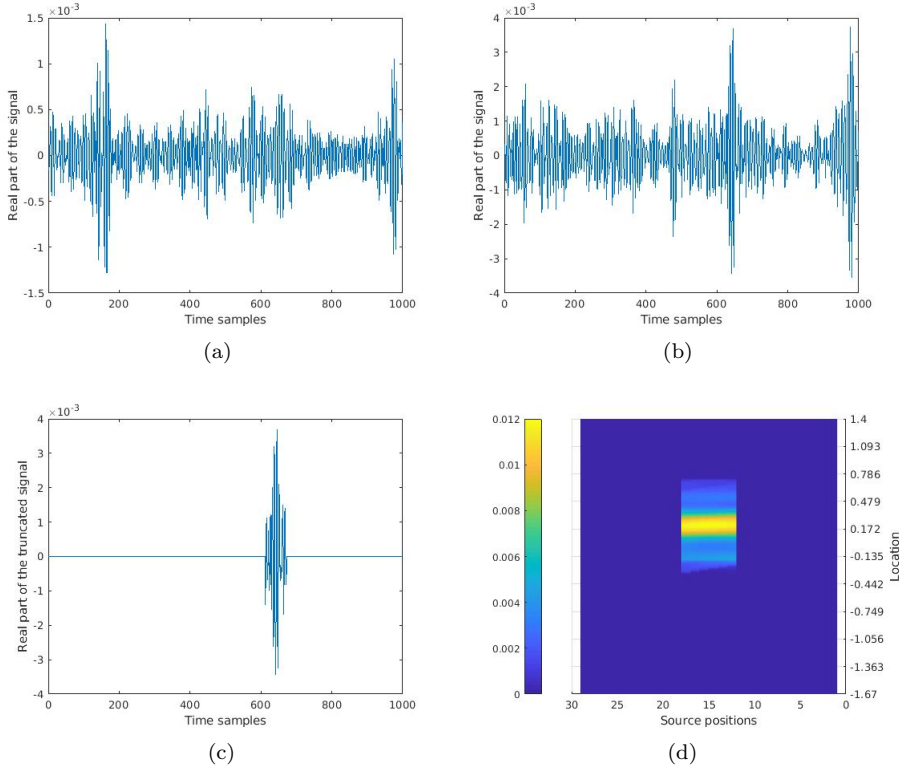 ×10⁻³
1.5
1
0.5
0
-0.5
-1
-1.5
Real part of the signal
0 200 400 600 800 1000
Time samples
(a)
×10⁻³
4
3
2
1
0
-1
-2
-3
-4
Real part of the signal
0 200 400 600 800 1000
Time samples
(b)
×10⁻³
4
3
2
1
0
-1
-2
-3
-4
Real part of the truncated signal
0 200 400 600 800 1000
Time samples
(c)
0.012
0.01
0.008
0.006
0.004
0.002
0
1.4
1.093
0.786
0.479
0.172
-0.135
-0.442
-0.749
-1.056
-1.363
-1.67
Location
30 25 20 15 10 5 0
Source positions
(d)